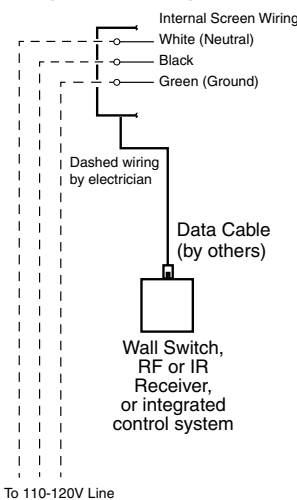 Internal Screen Wiring
White (Neutral)
Black
Green (Ground)
Dashed wiring
by electrician
Data Cable
(by others)
Wall Switch,
RF or IR
Receiver,
or integrated
control system
To 110-120V Line